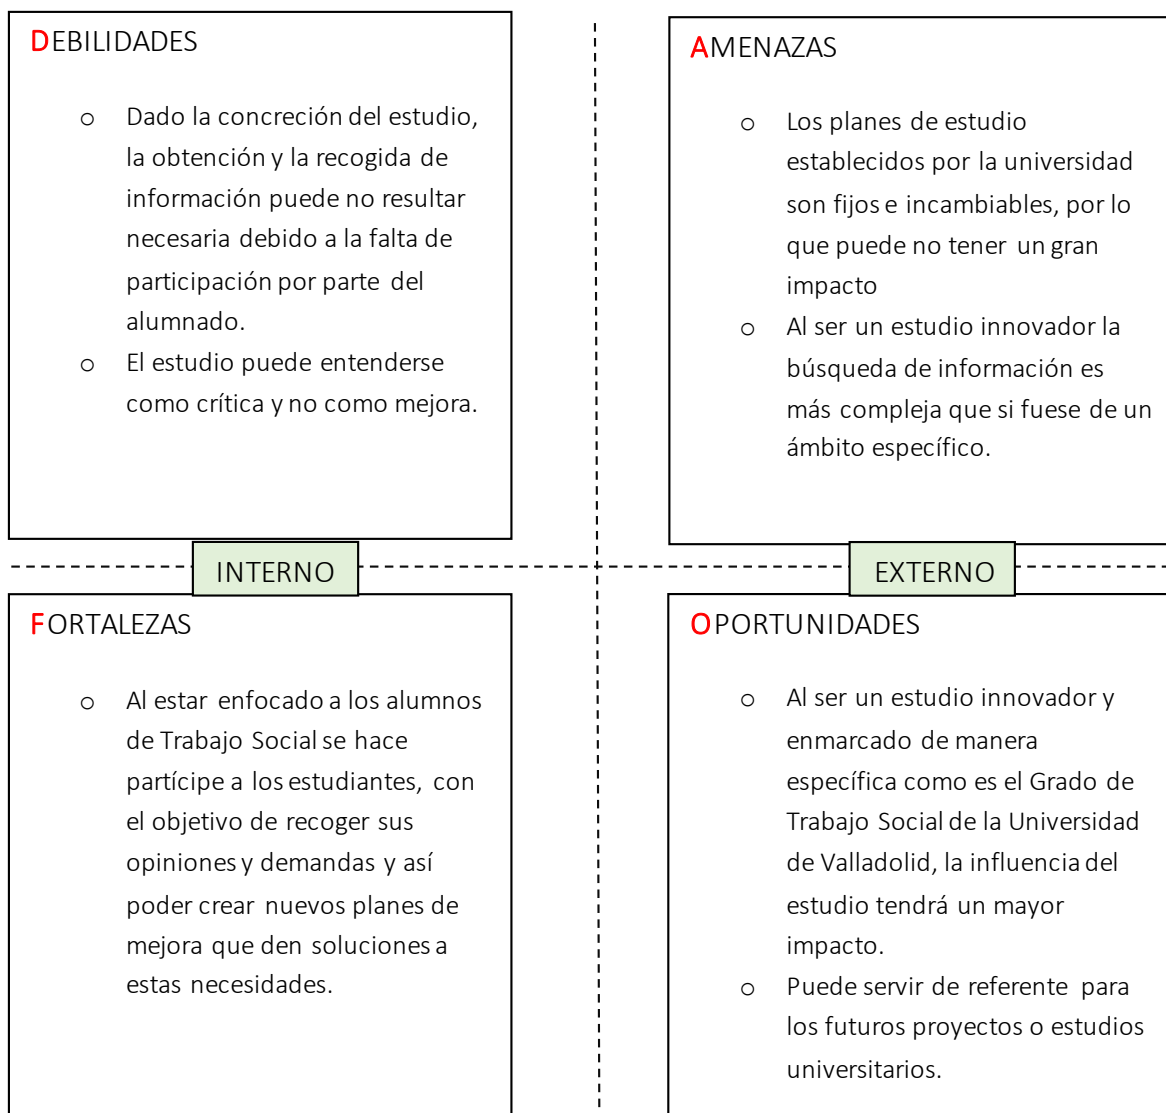 DEBILIDADES
o Dado la concreción del estudio,
la obtención y la recogida de
información puede no resultar
necesaria debido a la falta de
participación por parte del
alumnado.
o El estudio puede entenderse
como crítica y no como mejora.
AMENAZAS
o Los planes de estudio
establecidos por la universidad
son fijos e incambiables, por lo
que puede no tener un gran
impacto
o Al ser un estudio innovador la
búsqueda de información es
más compleja que si fuese de un
ámbito específico.
INTERNO
EXTERNO
FORTALEZAS
o Al estar enfocado a los alumnos
de Trabajo Social se hace
partícipe a los estudiantes, con
el objetivo de recoger sus
opiniones y demandas y así
poder crear nuevos planes de
mejora que den soluciones a
estas necesidades.
OPORTUNIDADES
o Al ser un estudio innovador y
enmarcado de manera
específica como es el Grado de
Trabajo Social de la Universidad
de Valladolid, la influencia del
estudio tendrá un mayor
impacto.
o Puede servir de referente para
los futuros proyectos o estudios
universitarios.